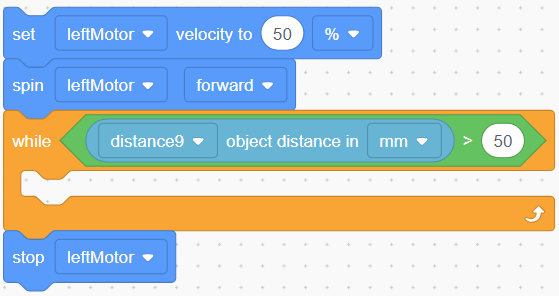 set leftMotor velocity to 50 %
spin leftMotor forward
while distance9 object distance in mm > 50
stop leftMotor